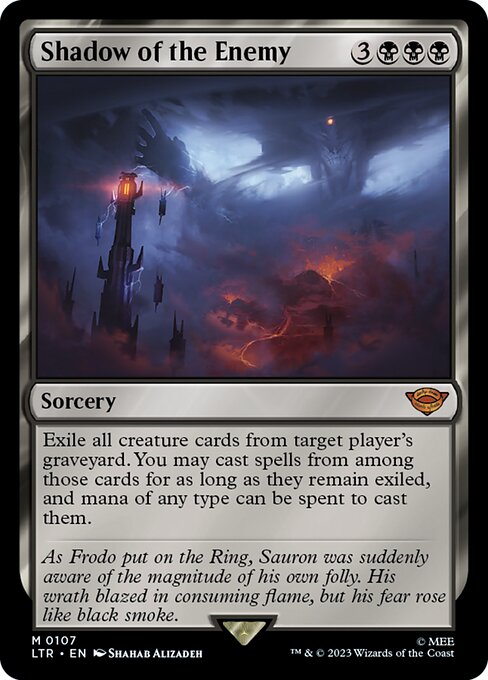 Shadow of the Enemy 3
Sorcery
Exile all creature cards from target player's
graveyard. You may cast spells from among
those cards for as long as they remain exiled,
and mana of any type can be spent to cast
them.
As Frodo put on the Ring, Sauron was suddenly
aware of the magnitude of his own folly. His
wrath blazed in consuming flame, but his fear rose
like black smoke.
M 0107 © MEE
LTR • EN Shahab Alizadeh ™ & © 2023 Wizards of the Coast